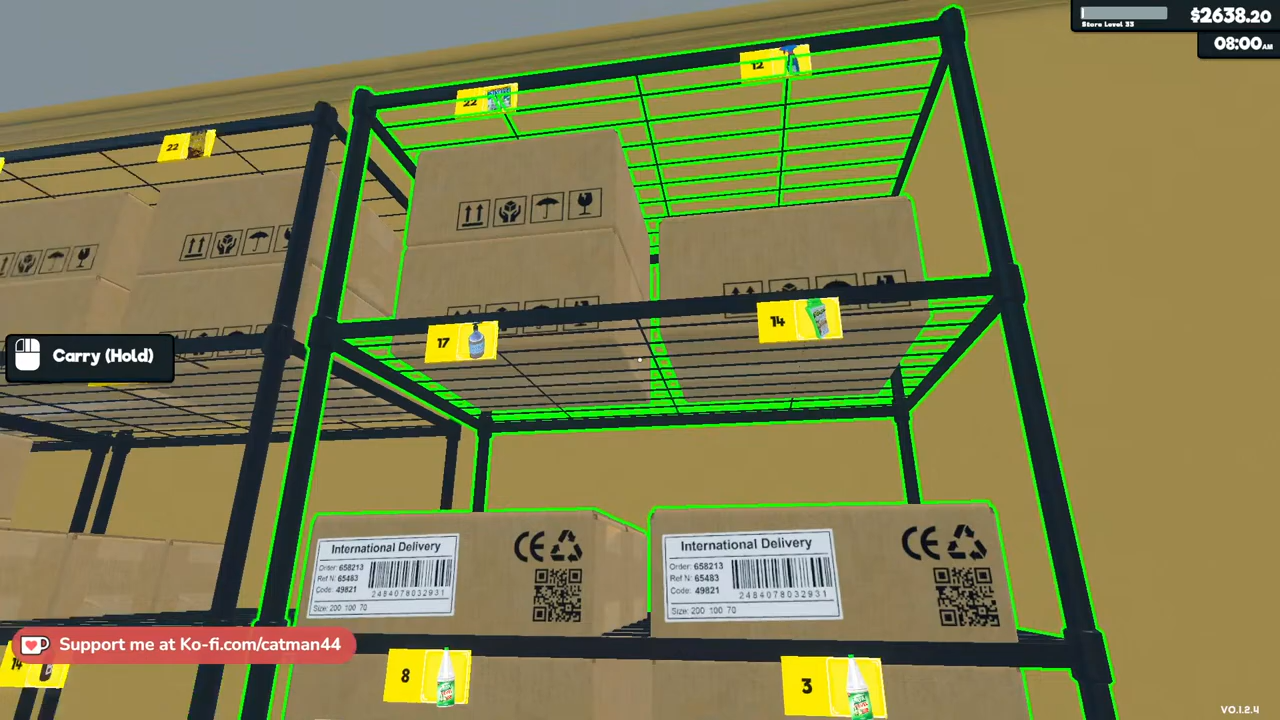 $2638.20
Store Level 33
08:00AM
12
22
22
17
14
Carry (Hold)
International Delivery
Order: 658213
Ref N: 65483
Code: 49821
2484078032931
Size: 200 100 70
CE
International Delivery
Order: 658213
Ref N: 65483
Code: 49821
2484078032931
Size: 200 100 70
CE
Support me at Ko-fi.com/catman44
14
8
3
V0.1.2.4